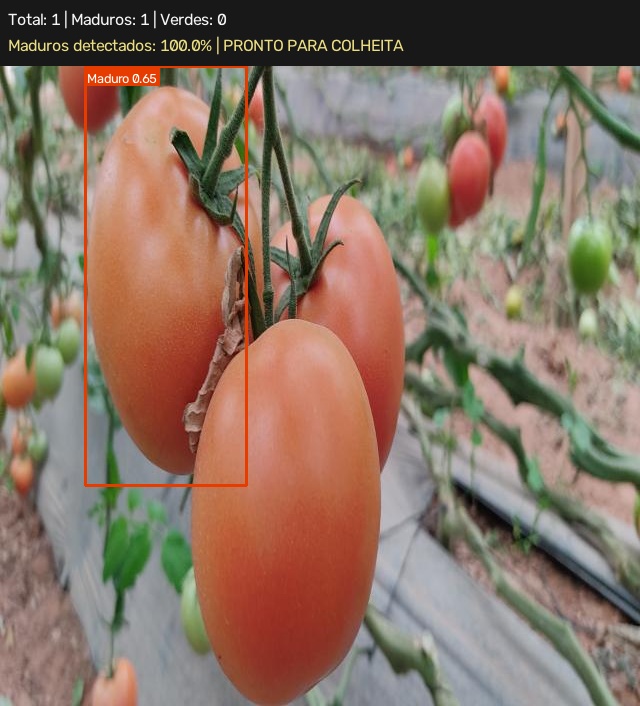 Total: 1 | Maduros: 1 | Verdes: 0
Maduros detectados: 100.0% | PRONTO PARA COLHEITA
Maduro 0.65